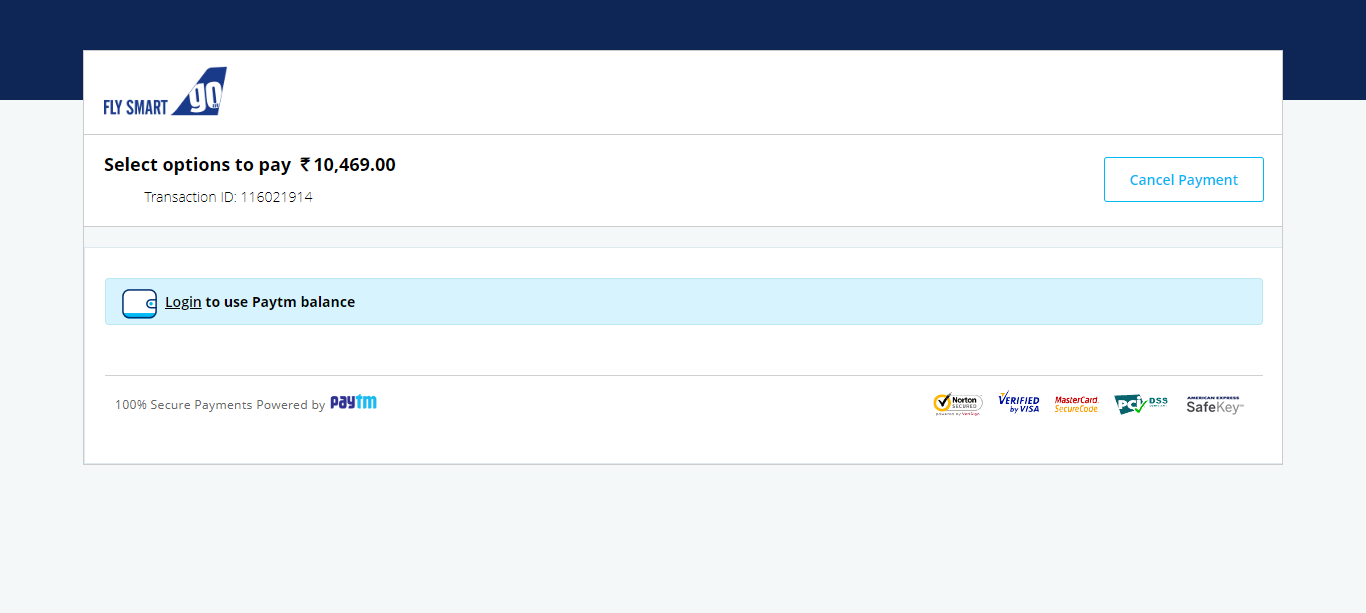 FLY SMART go
Select options to pay ₹ 10,469.00
Cancel Payment
Transaction ID: 116021914
Login to use Paytm balance
100% Secure Payments Powered by paytm
Norton
SECURED
powered by VeriSign
VERIFIED
by VISA
MasterCard.
SecureCode.
PCI DSS
AMERICAN EXPRESS
SafeKey